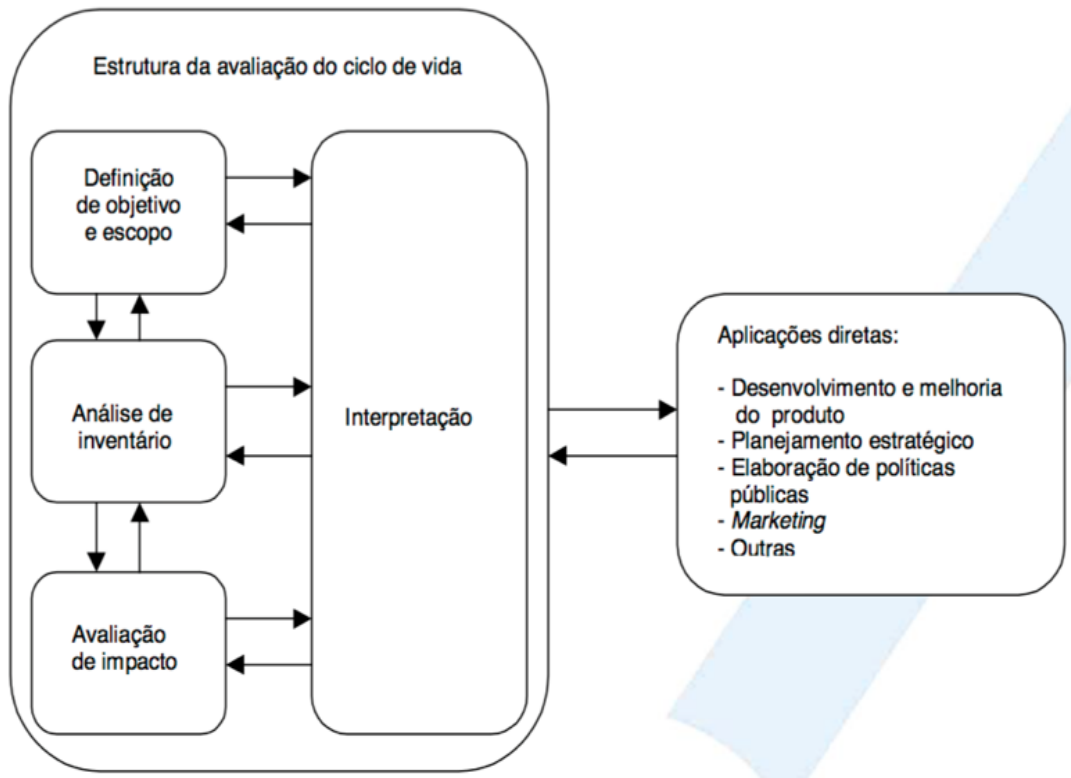 Estrutura da avaliação do ciclo de vida
Definição
de objetivo
e escopo
Análise de
inventário
Avaliação
de impacto
Interpretação
Aplicações diretas:
- Desenvolvimento e melhoria
do produto
- Planejamento estratégico
- Elaboração de políticas
públicas
- Marketing
- Outras